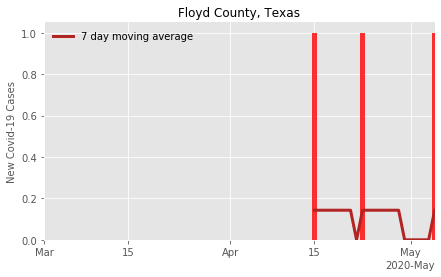 Floyd County, Texas
7 day moving average
New Covid-19 Cases
1.0
0.8
0.6
0.4
0.2
0.0
Mar
15
Apr
15
May
2020-May